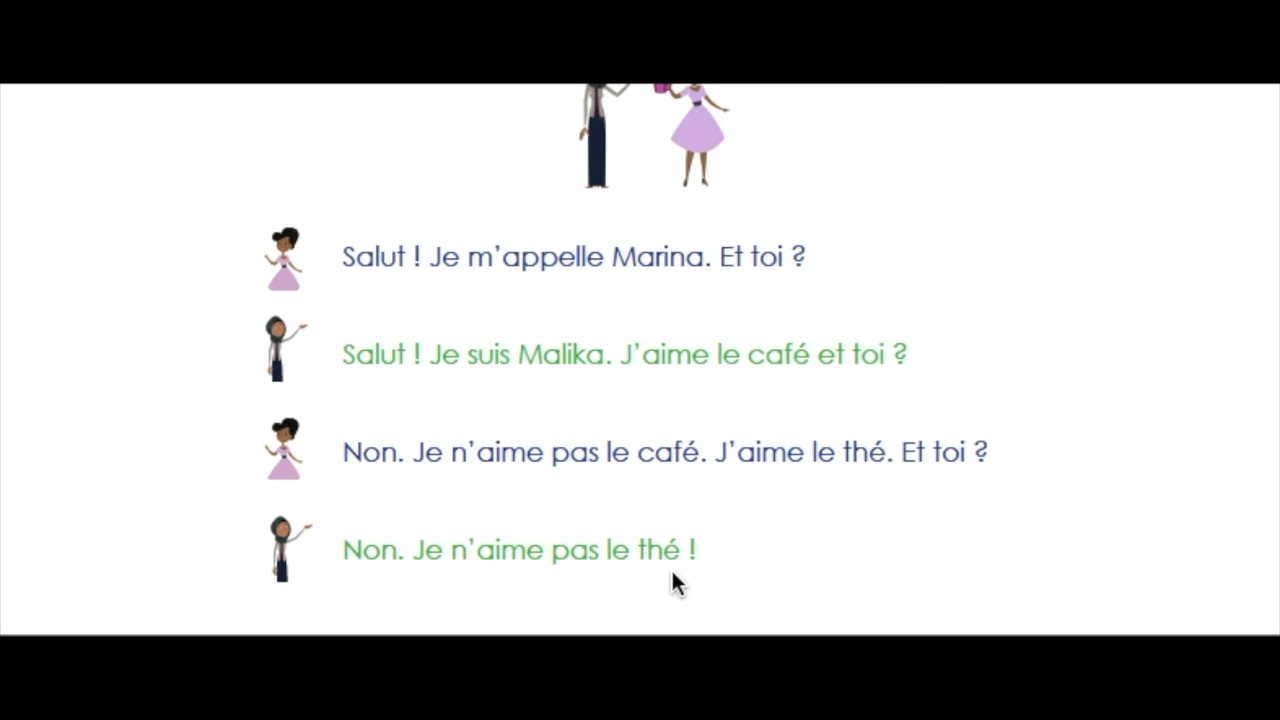 Salut ! Je m’appelle Marina. Et toi ?
Salut ! Je suis Malika. J’aime le café et toi ?
Non. Je n’aime pas le café. J’aime le thé. Et toi ?
Non. Je n’aime pas le thé !